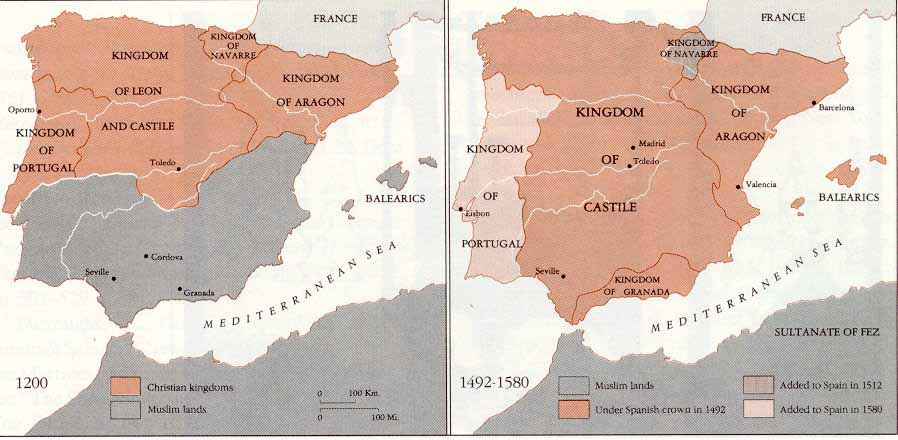 FRANCE
KINGDOM
OF
NAVARRE
KINGDOM
OF LEON
AND CASTILE
KINGDOM
OF ARAGON
Oporto
KINGDOM
OF
PORTUGAL
Toledo
BALEARICS
Cordova
Seville
Granada
MEDITERRANEAN SEA
1200
Christian kingdoms
Muslim lands
0 100 Km.
0 100 Mi.
FRANCE
KINGDOM
OF NAVARRE
KINGDOM
OF
ARAGON
Barcelona
KINGDOM
OF
CASTILE
Madrid
Toledo
KINGDOM
OF
PORTUGAL
Lisbon
Valencia
BALEARICS
Seville
KINGDOM
OF GRANADA
MEDITERRANEAN SEA
SULTANATE OF FEZ
1492-1580
Muslim lands
Under Spanish crown in 1492
Added to Spain in 1512
Added to Spain in 1580